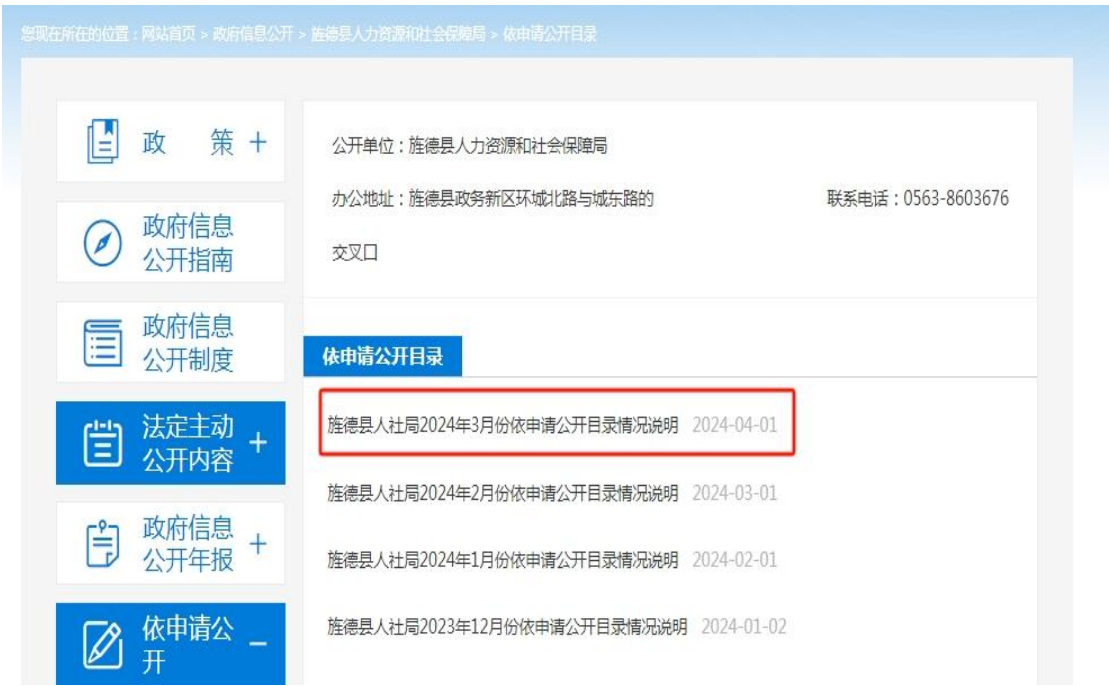 您现在所在的位置：网站首页 > 政府信息公开 > 旌德县人力资源和社会保障局 > 依申请公开目录
政 策 +
政府信息
公开指南
政府信息
公开制度
法定主动
公开内容 +
政府信息
公开年报 +
依申请公
开 −
公开单位：旌德县人力资源和社会保障局
办公地址：旌德县政务新区环城北路与城东路的
交叉口
联系电话：0563-8603676
依申请公开目录
旌德县人社局2024年3月份依申请公开目录情况说明 2024-04-01
旌德县人社局2024年2月份依申请公开目录情况说明 2024-03-01
旌德县人社局2024年1月份依申请公开目录情况说明 2024-02-01
旌德县人社局2023年12月份依申请公开目录情况说明 2024-01-02